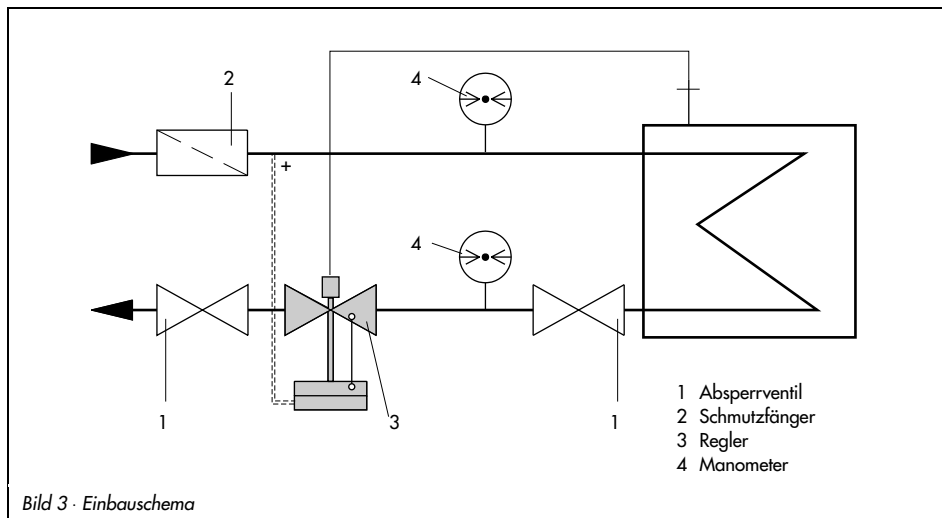 4
2
+
4
1
3
1
1 Absperrventil
2 Schmutzfänger
3 Regler
4 Manometer
Bild 3 · Einbauschema